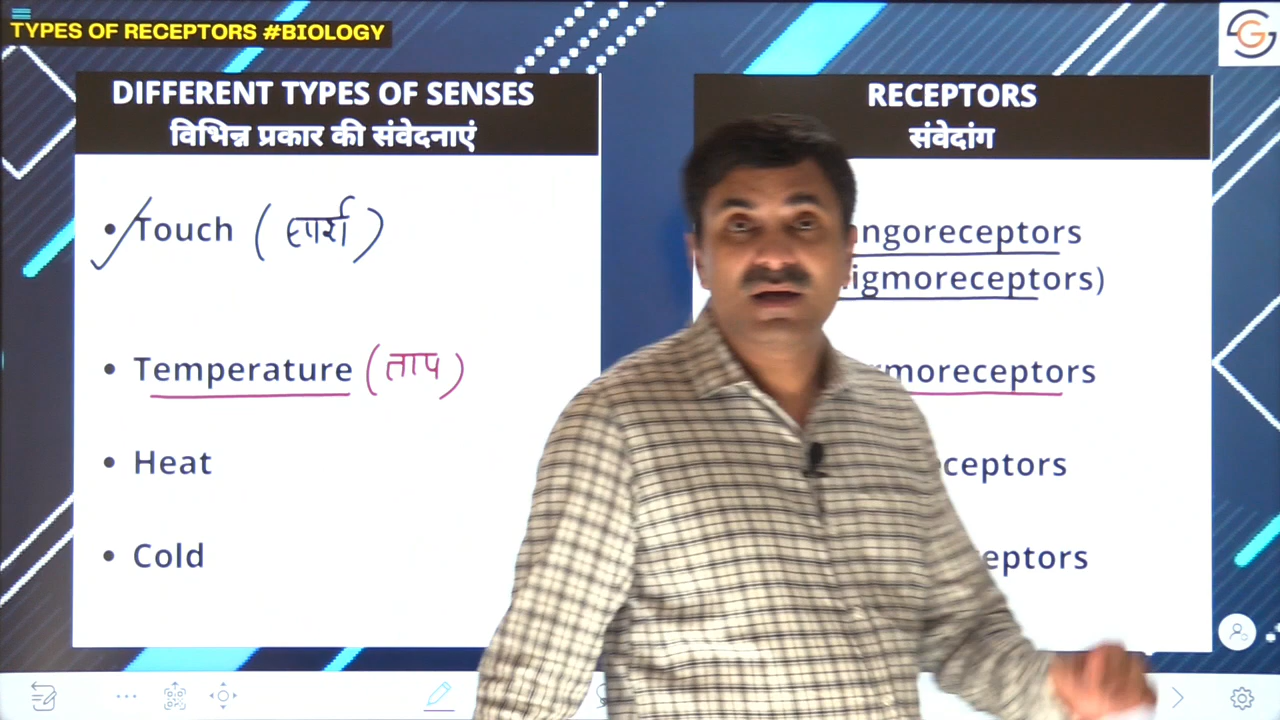 TYPES OF RECEPTORS #BIOLOGY
DIFFERENT TYPES OF SENSES
विभिन्न प्रकार की संवेदनाएं
• Touch (स्पर्श)
• Temperature (ताप)
• Heat
• Cold
RECEPTORS
संवेदांग
ngoreceptors
igmoreceptors)
rmoreceptors
ceptors
eptors